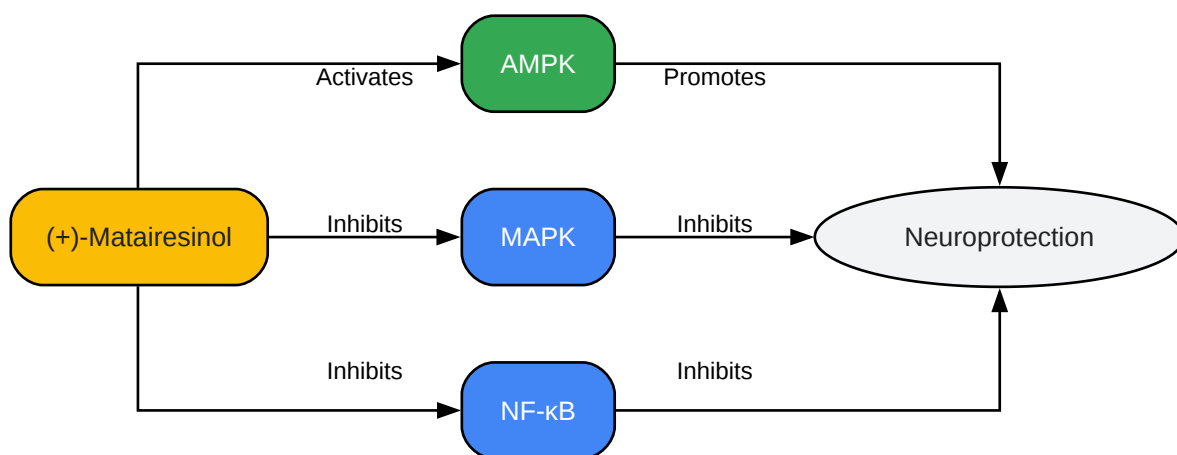 AMPK
Activates
Promotes
(+)-Matairesinol
Inhibits
MAPK
Inhibits
Neuroprotection
Inhibits
Inhibits
NF-κB